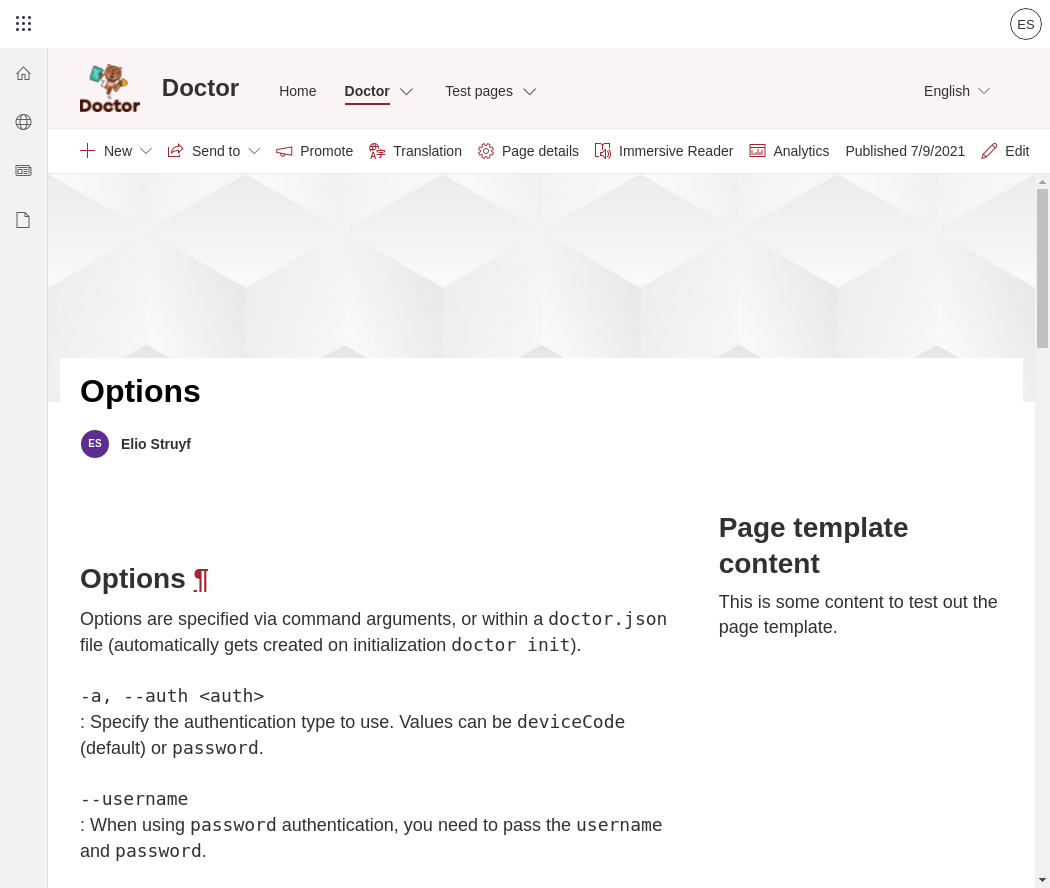 ES
Doctor
Doctor
Home
Doctor
Test pages
English
New
Send to
Promote
Translation
Page details
Immersive Reader
Analytics
Published 7/9/2021
Edit
Options
ES
Elio Struyf
Options ¶
Options are specified via command arguments, or within a doctor.json
file (automatically gets created on initialization doctor init).
-a, --auth <auth>
: Specify the authentication type to use. Values can be deviceCode
(default) or password.
--username
: When using password authentication, you need to pass the username
and password.
Page template
content
This is some content to test out the
page template.